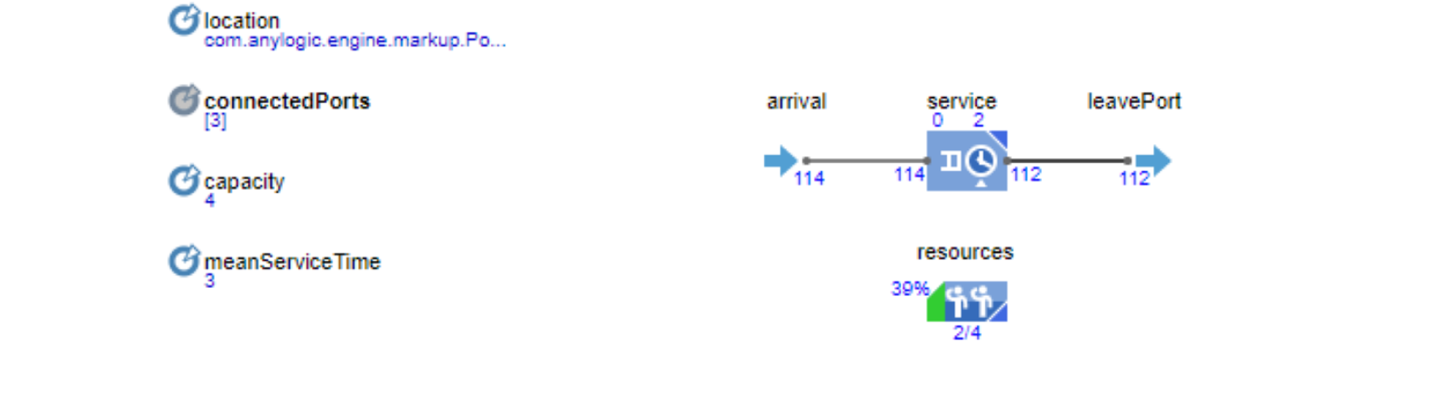 location
com.anylogic.engine.markup.Po...
connectedPorts
[3]
capacity
4
meanServiceTime
3
arrival
service
leavePort
0 2
114
114
112
112
resources
39%
2/4